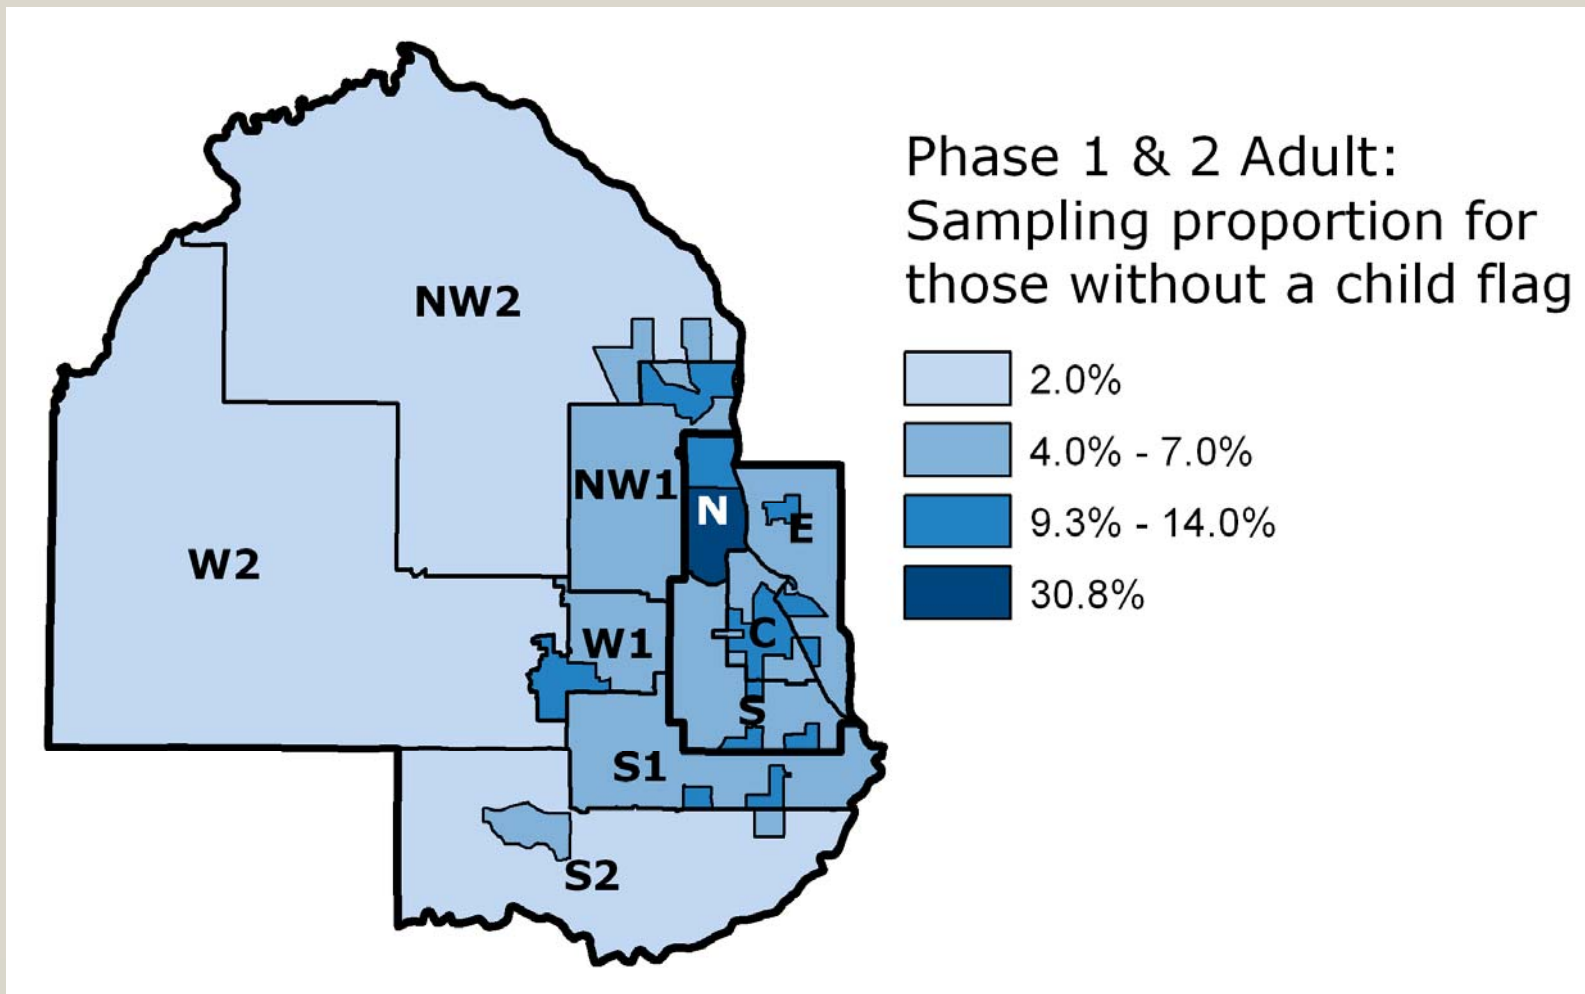 Phase 1 & 2 Adult:
Sampling proportion for
those without a child flag
2.0%
4.0% - 7.0%
9.3% - 14.0%
30.8%
NW2
NW1
N
E
W2
W1
C
S
S1
S2